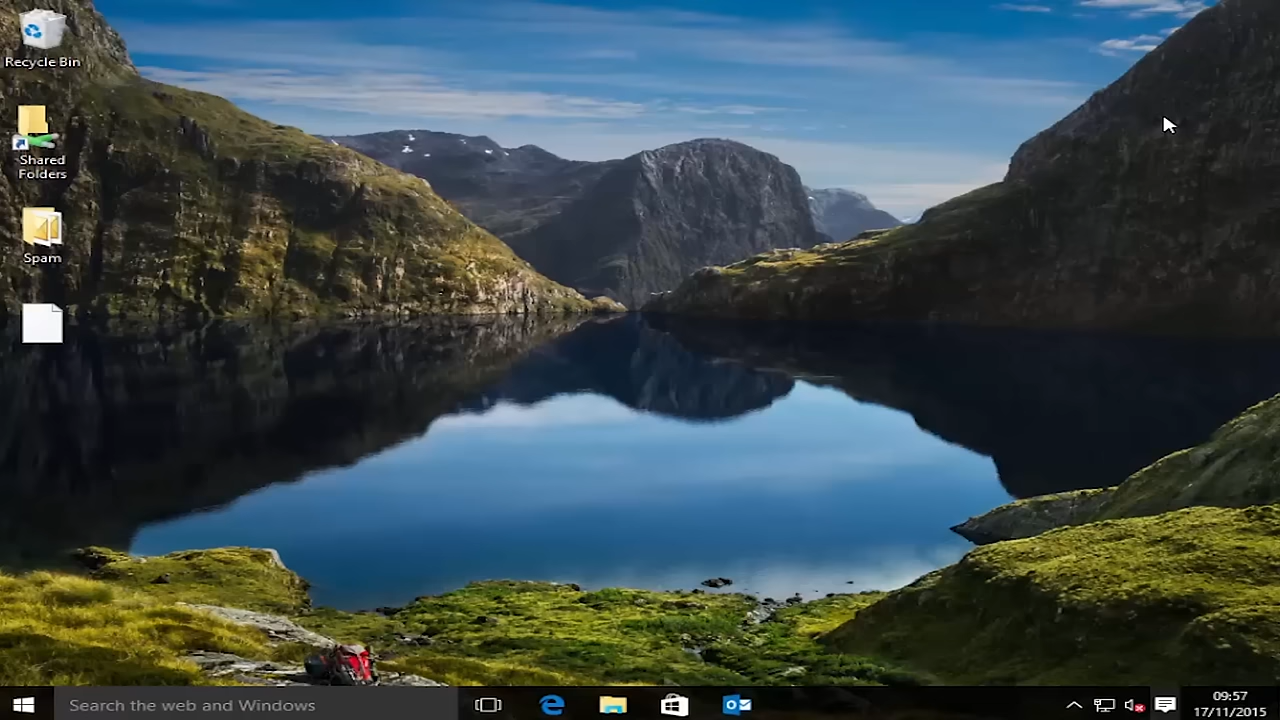 Recycle Bin
Shared
Folders
Spam
Search the web and Windows
09:57
17/11/2015